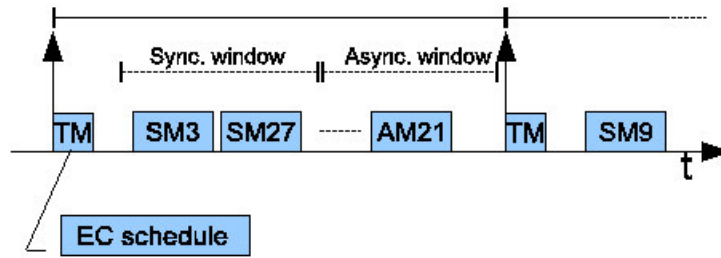 Sync. window Async. window
TM SM3 SM27 AM21 TM SM9
t
EC schedule